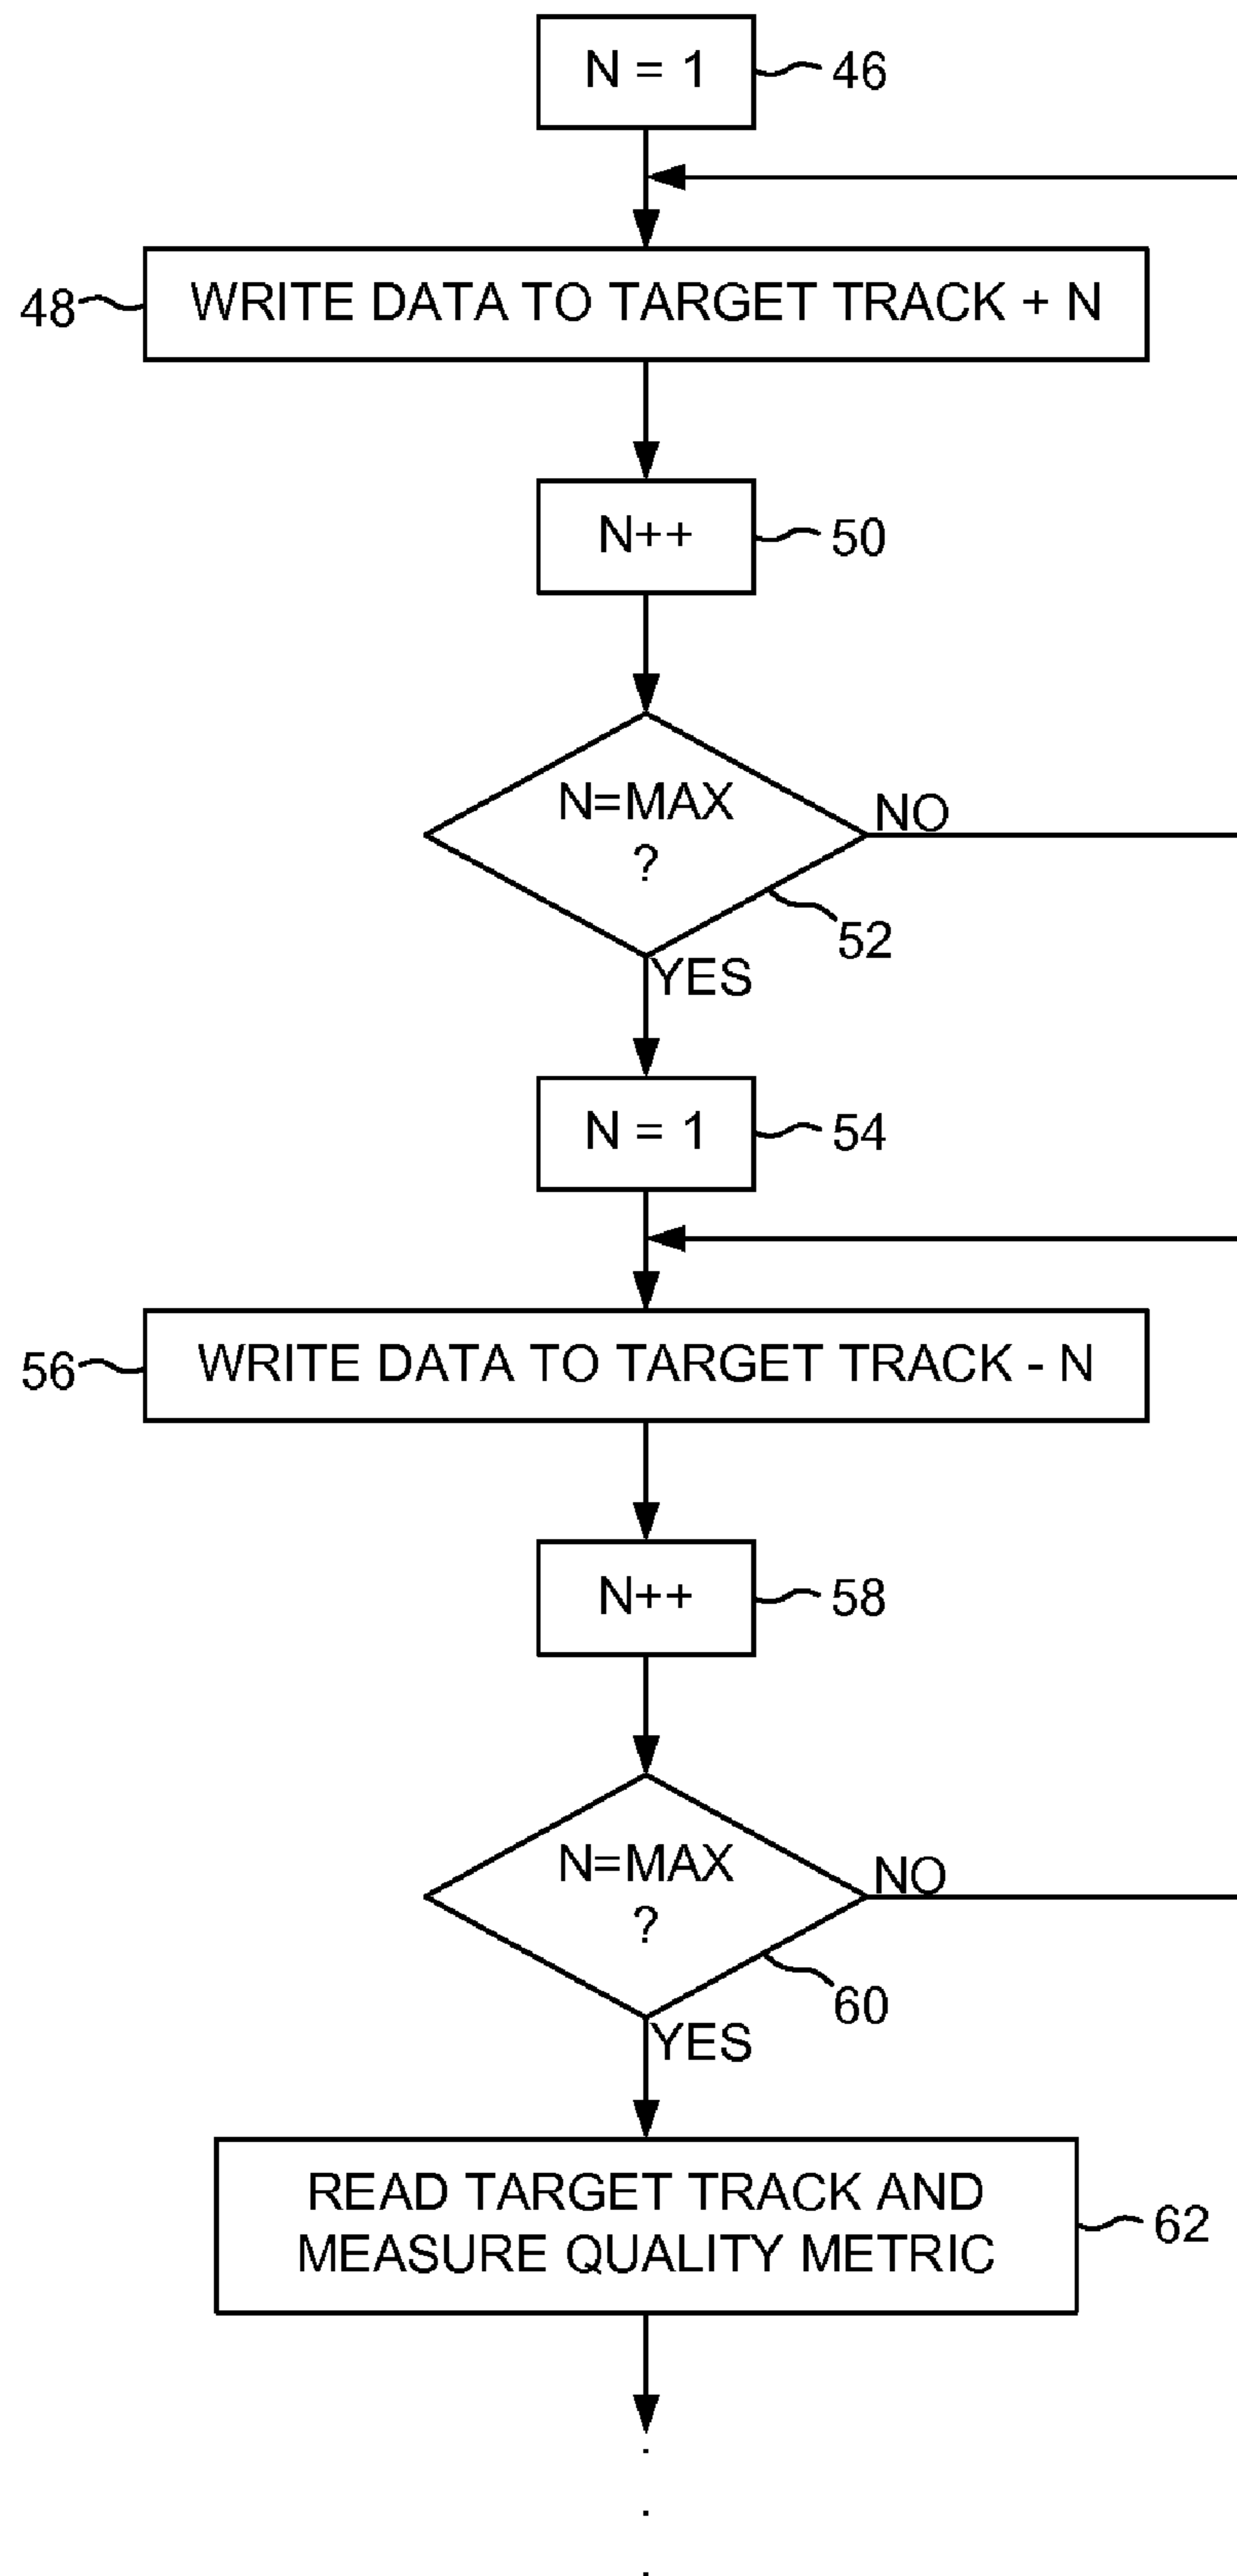 N = 1
46
48
WRITE DATA TO TARGET TRACK + N
N++
50
N=MAX
?
NO
52
YES
N = 1
54
56
WRITE DATA TO TARGET TRACK - N
N++
58
N=MAX
?
NO
60
YES
READ TARGET TRACK AND
MEASURE QUALITY METRIC
62
.
.
.